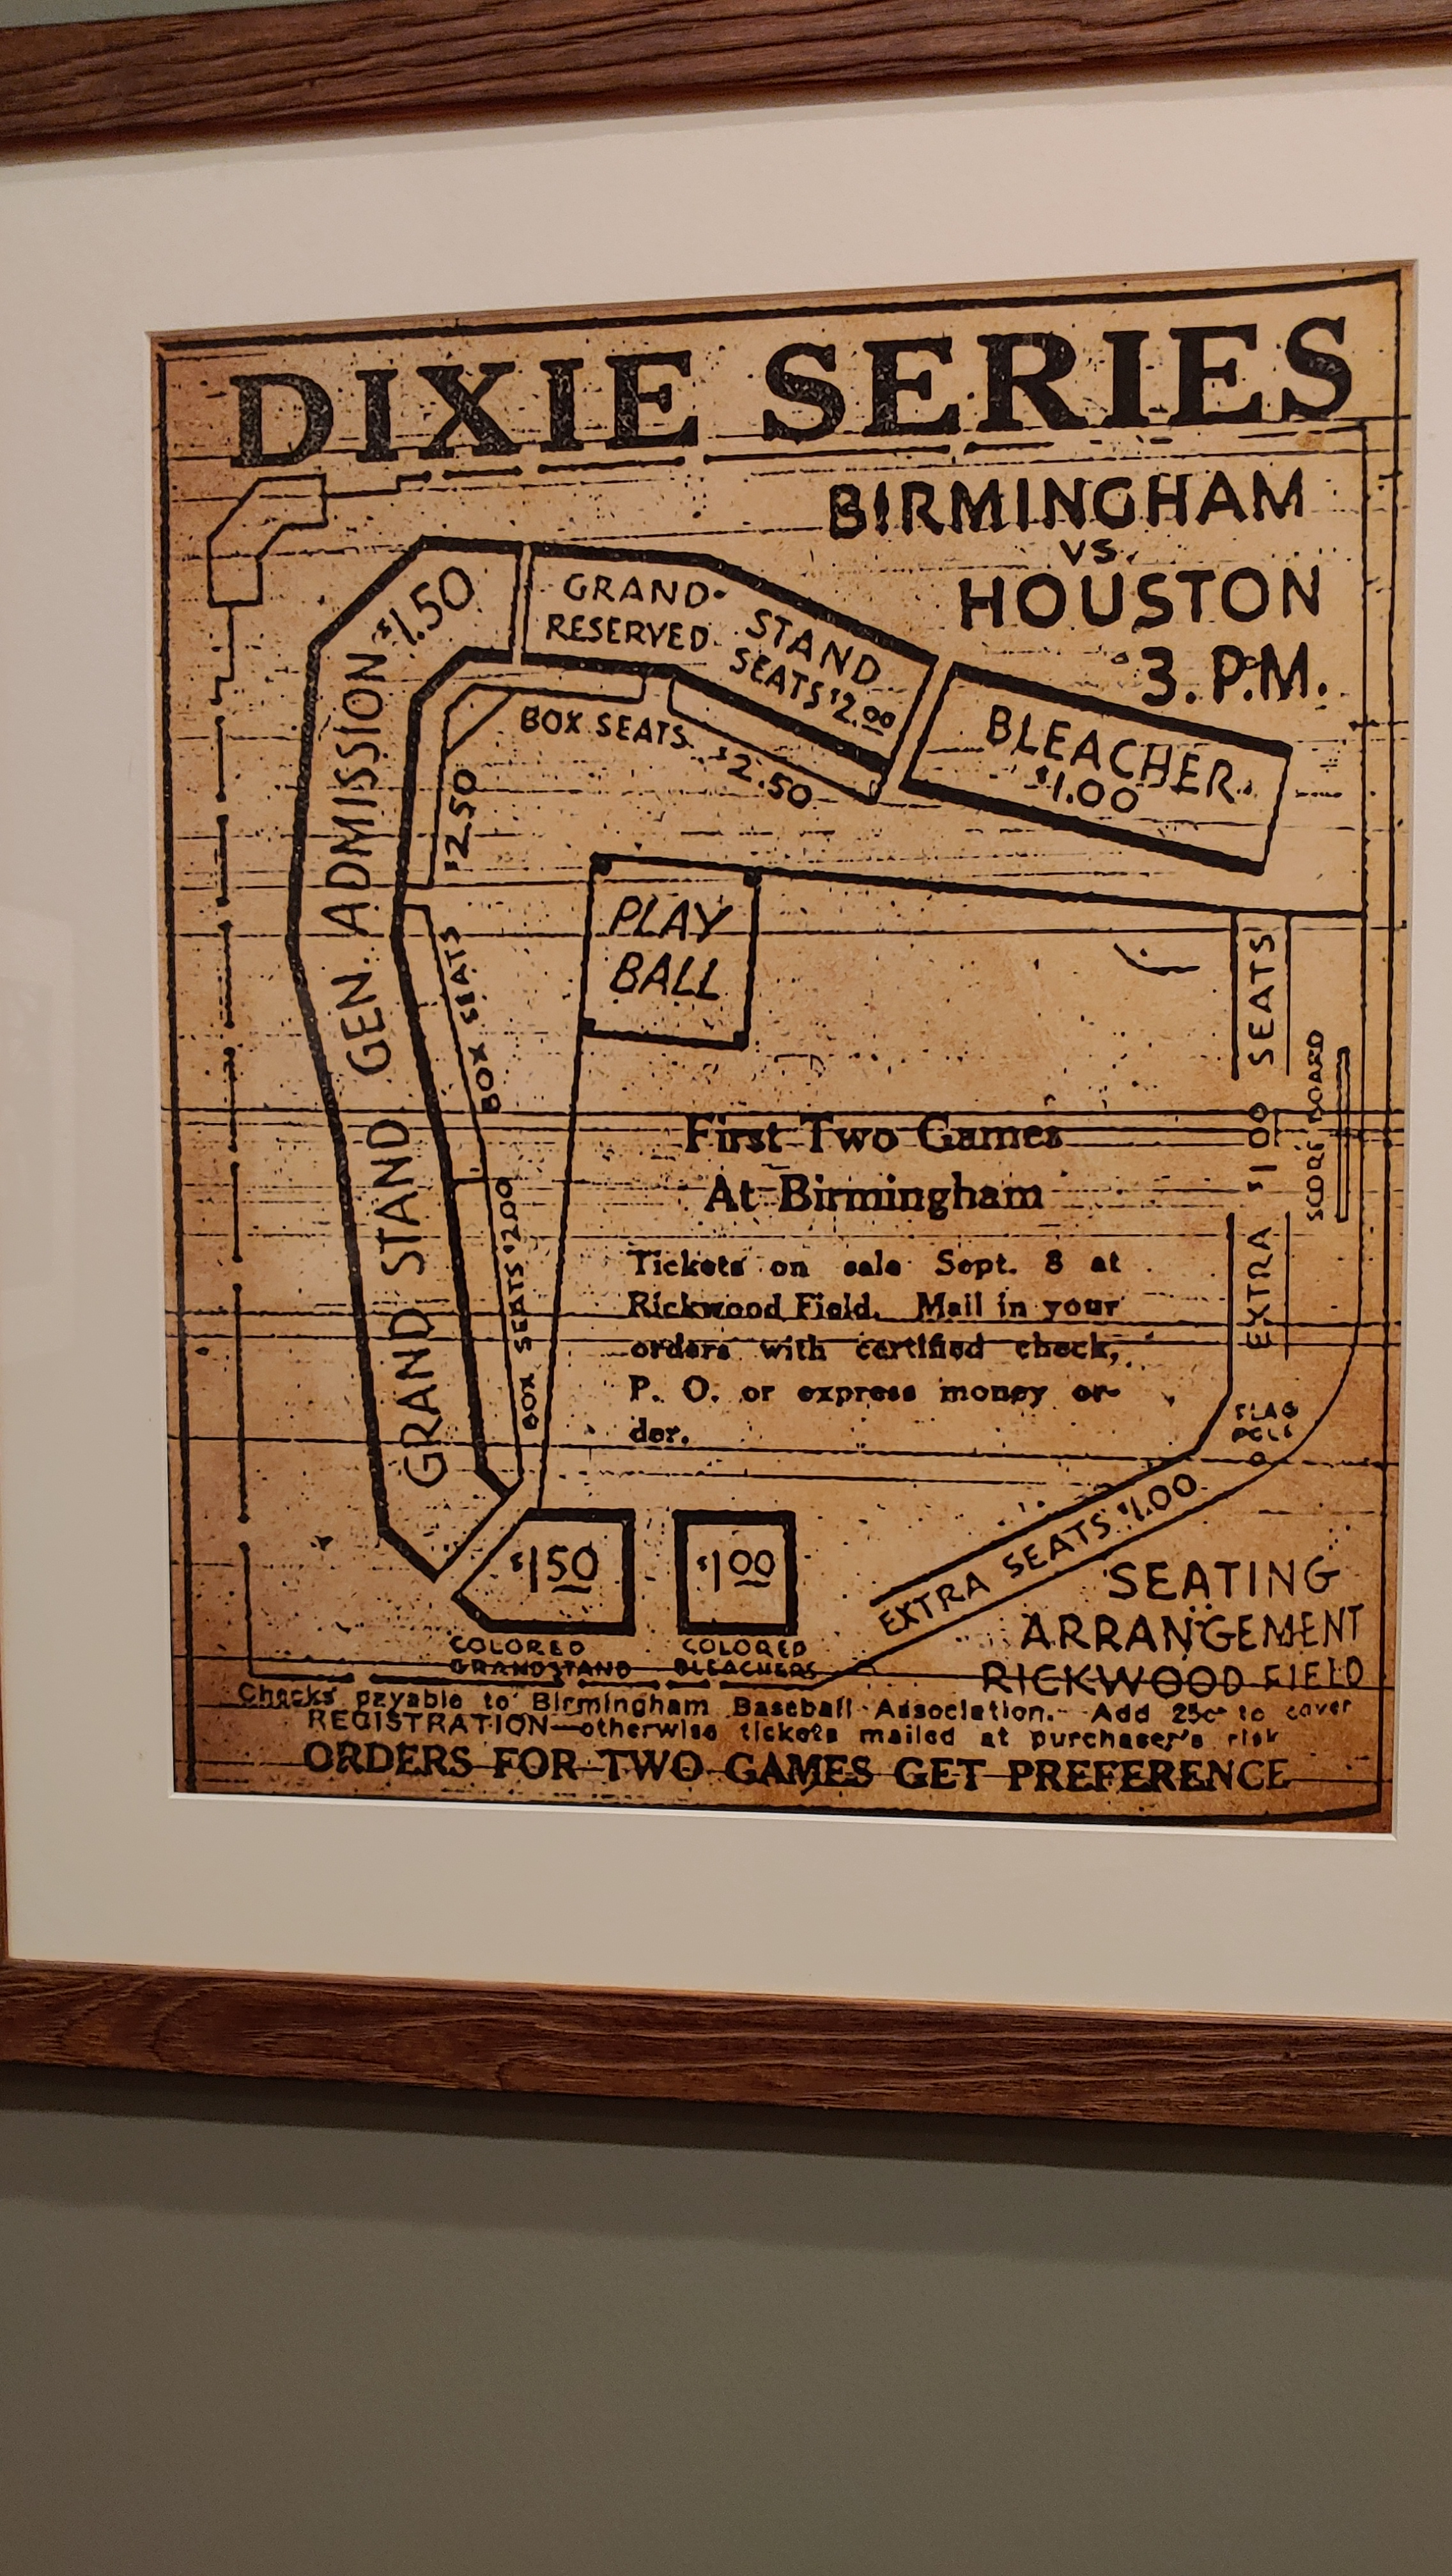 DIXIE SERIES
BIRMINGHAM
VS.
HOUSTON
3. P.M.
$1.50
GRAND STAND
RESERVED SEATS $2.00
BLEACHER.
$1.00
BOX SEATS $2.50
$2.50
BOX SEATS
BOX SEATS $2.00
GRAND STAND GEN. ADMISSION
PLAY
BALL
EXTRA $1.00 SEATS
SCORE BOARD
First Two Games
At Birmingham
Tickets on sale Sept. 8 at
Rickwood Field. Mail in your
orders with certified check,
P. O. or express money or-
der.
FLAG
POLE
EXTRA SEATS $1.00
$1.50
COLORED
GRANDSTAND
$1.00
COLORED
BLEACHERS
SEATING
ARRANGEMENT
RICKWOOD FIELD
Checks payable to Birmingham Baseball Association. Add 25c to cover
REGISTRATION—otherwise tickets mailed at purchaser's risk
ORDERS FOR TWO GAMES GET PREFERENCE